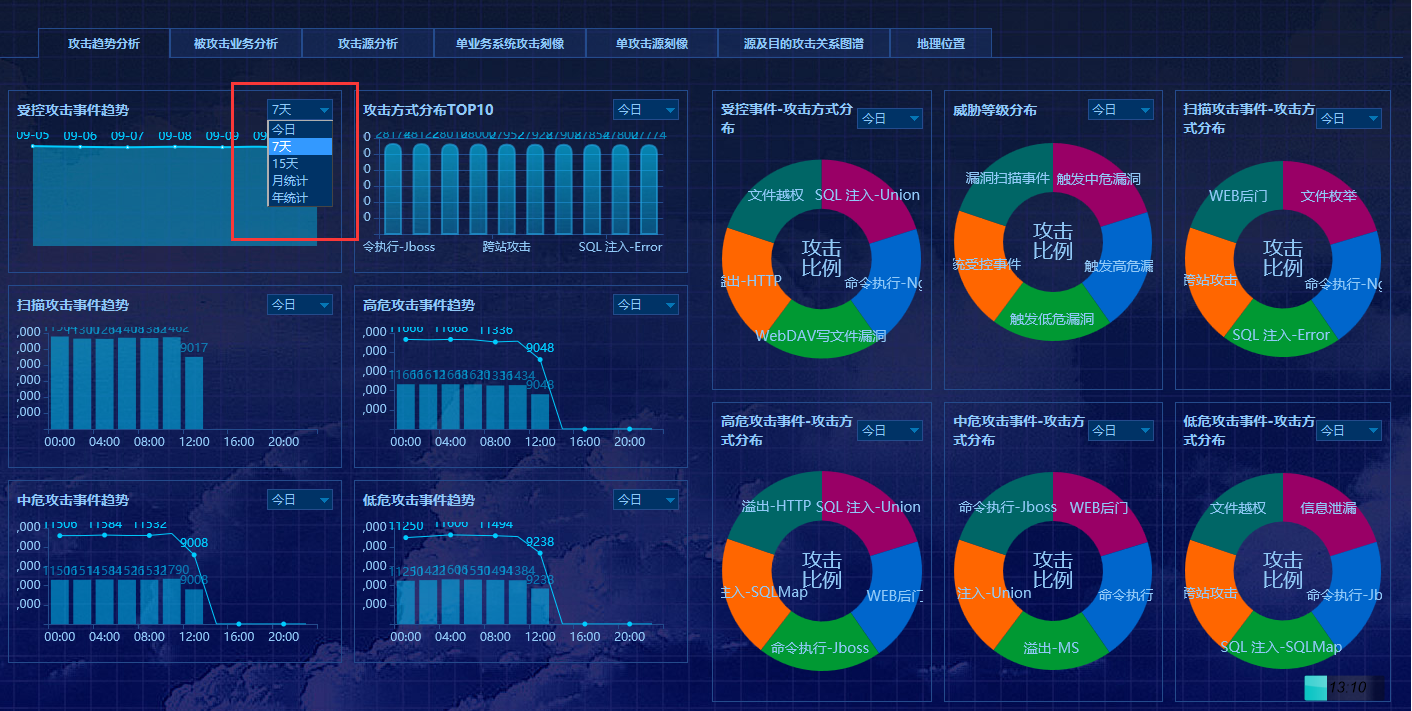 攻击趋势分析 被攻击业务分析 攻击源分析 单业务系统攻击刻像 单攻击源刻像 源及目的攻击关系图谱 地理位置
受控攻击事件趋势 7天
今日
7天
15天
月统计
年统计
09-05 09-06 09-07 09-08 09-09
攻击方式分布TOP10 今日
令执行-Jboss 跨站攻击 SQL 注入-Error
受控事件-攻击方式分布 今日
文件越权 SQL 注入-Union
攻击
比例
溢出-HTTP 命令执行-Ng
WebDAV写文件漏洞
威胁等级分布 今日
漏洞扫描事件 触发中危漏洞
攻击
比例
统受控事件 触发高危漏
触发低危漏洞
扫描攻击事件-攻击方式分布 今日
WEB后门 文件枚举
攻击
比例
跨站攻击 命令执行-Ng
SQL 注入-Error
扫描攻击事件趋势 今日
,000
,000
,000
,000
,000
,000
9017
00:00 04:00 08:00 12:00 16:00 20:00
高危攻击事件趋势 今日
,000
,000
,000
,000
,000
11666 11668 11336
9048
9048
00:00 04:00 08:00 12:00 16:00 20:00
中危攻击事件趋势 今日
,000
,000
,000
,000
,000
11506 11584 11532
9008
9008
00:00 04:00 08:00 12:00 16:00 20:00
低危攻击事件趋势 今日
,000
,000
,000
,000
,000
11250 11606 11494
9238
9238
00:00 04:00 08:00 12:00 16:00 20:00
高危攻击事件-攻击方式分布 今日
溢出-HTTP SQL 注入-Union
攻击
比例
注入-SQLMap WEB后门
命令执行-Jboss
中危攻击事件-攻击方式分布 今日
命令执行-Jboss WEB后门
攻击
比例
注入-Union 命令执行
溢出-MS
低危攻击事件-攻击方式分布 今日
文件越权 信息泄漏
攻击
比例
跨站攻击 命令执行-Jb
SQL 注入-SQLMap
13:10